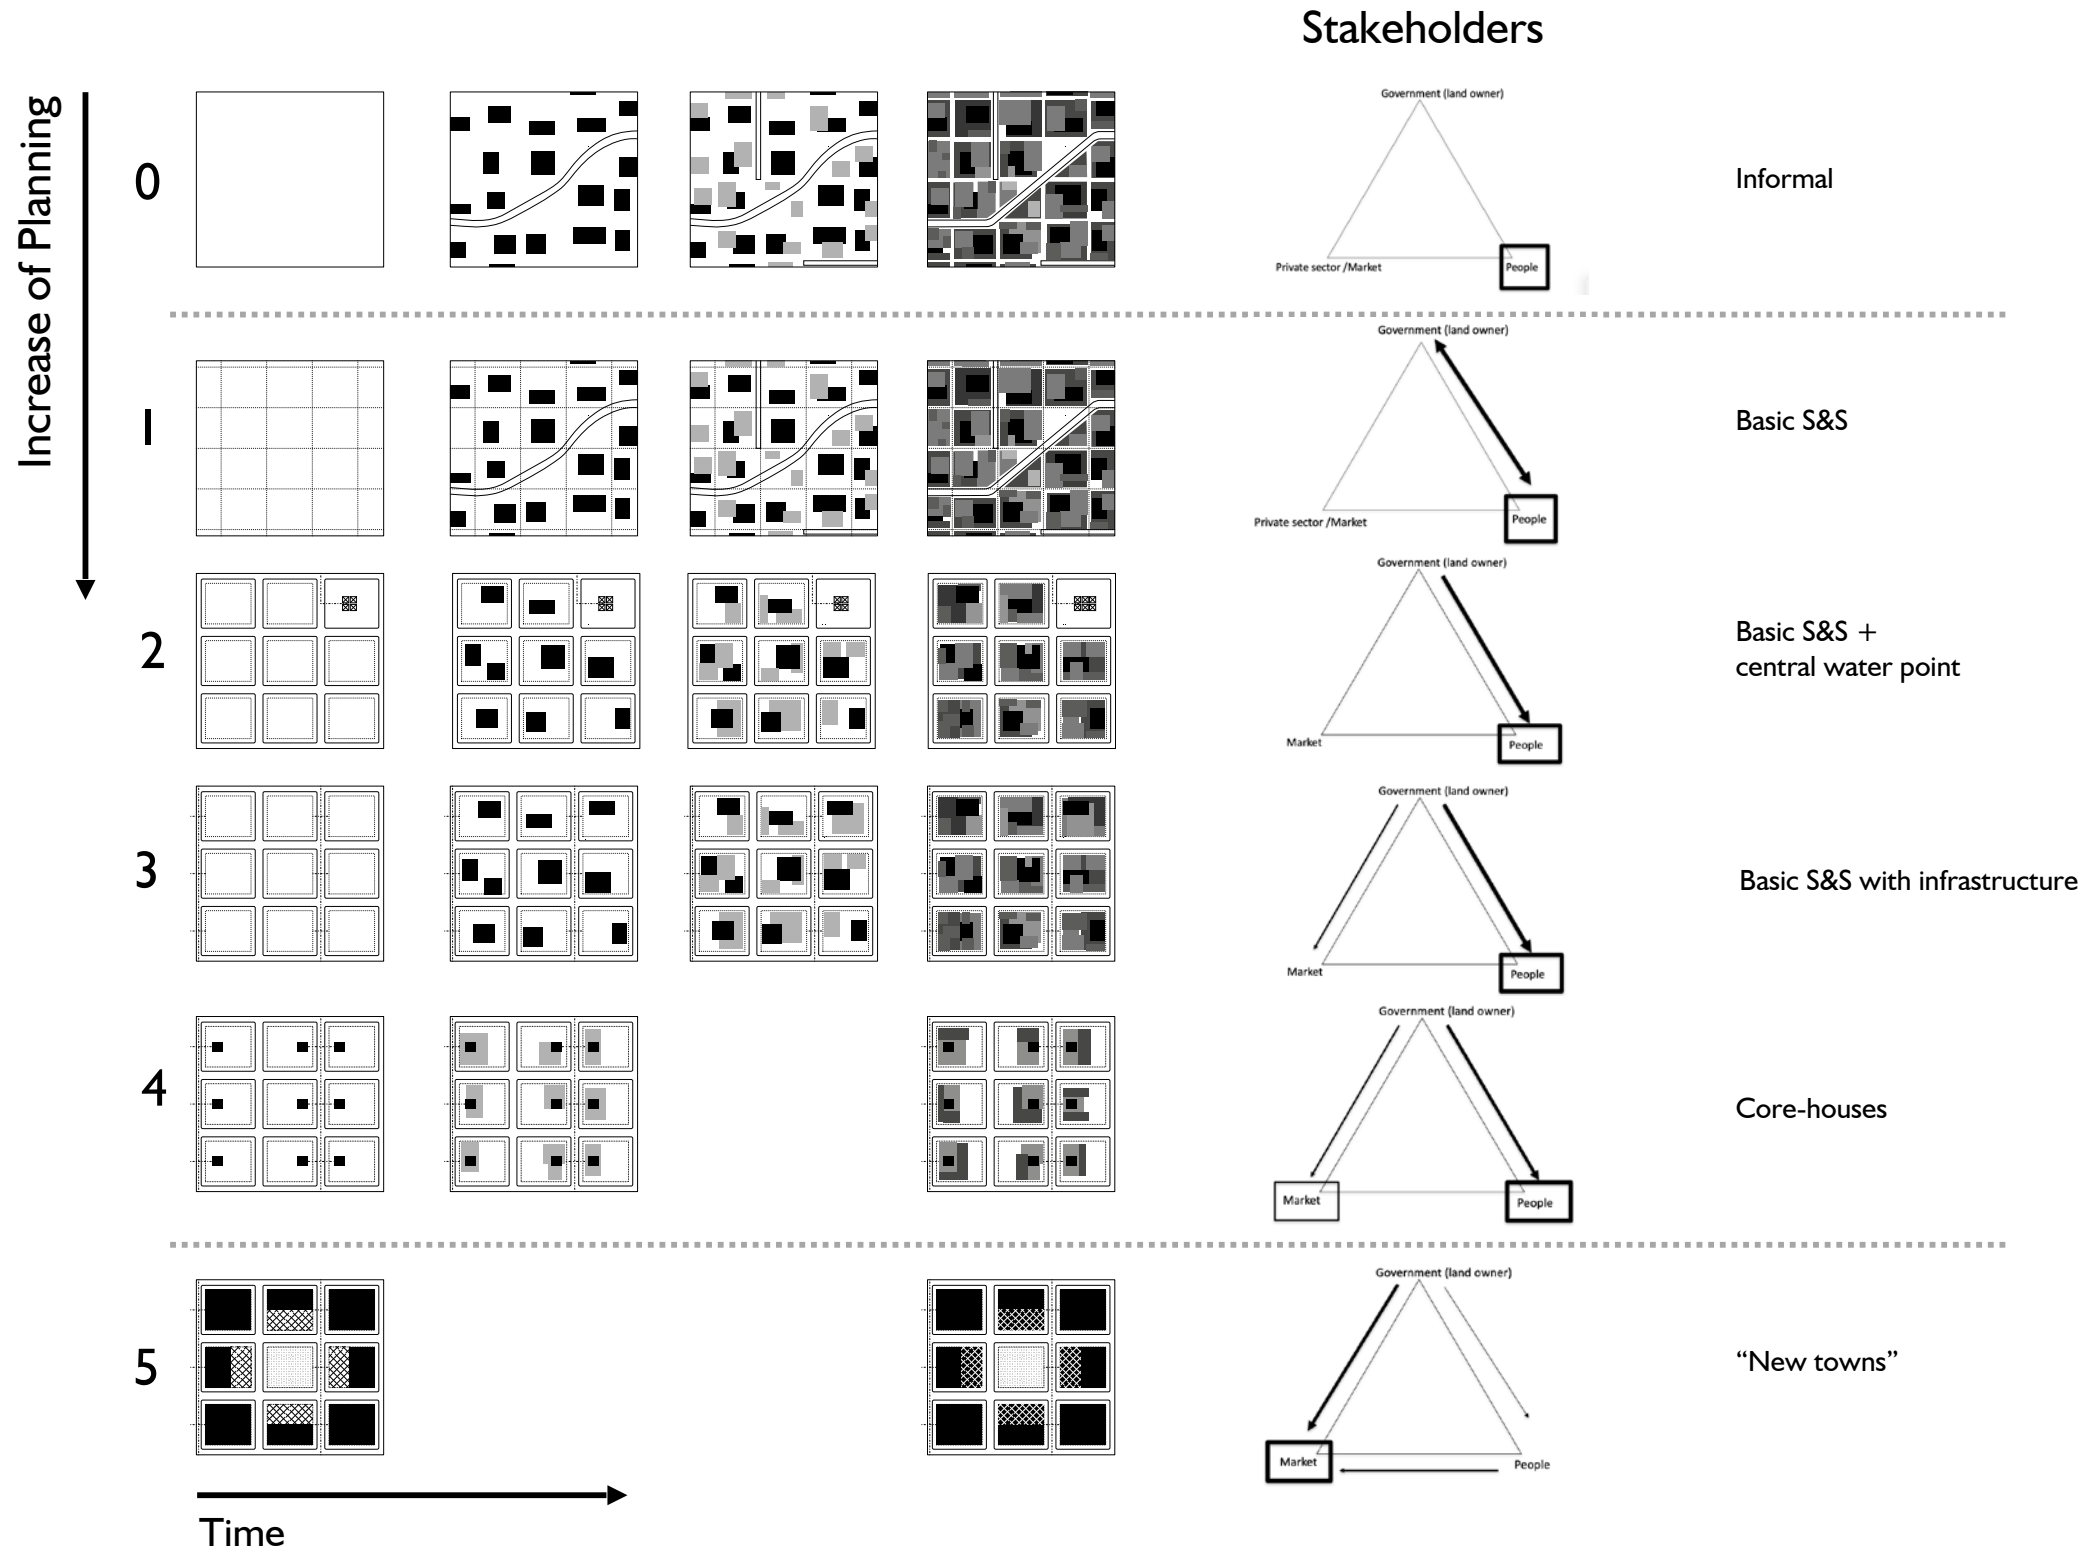 Stakeholders
Increase of Planning
0
Government (land owner)
Private sector /Market
People
Informal
1
Government (land owner)
Private sector /Market
People
Basic S&S
2
Government (land owner)
Market
People
Basic S&S +
central water point
3
Government (land owner)
Market
People
Basic S&S with infrastructure
4
Government (land owner)
Market
People
Core-houses
5
Government (land owner)
Market
People
“New towns”
Time